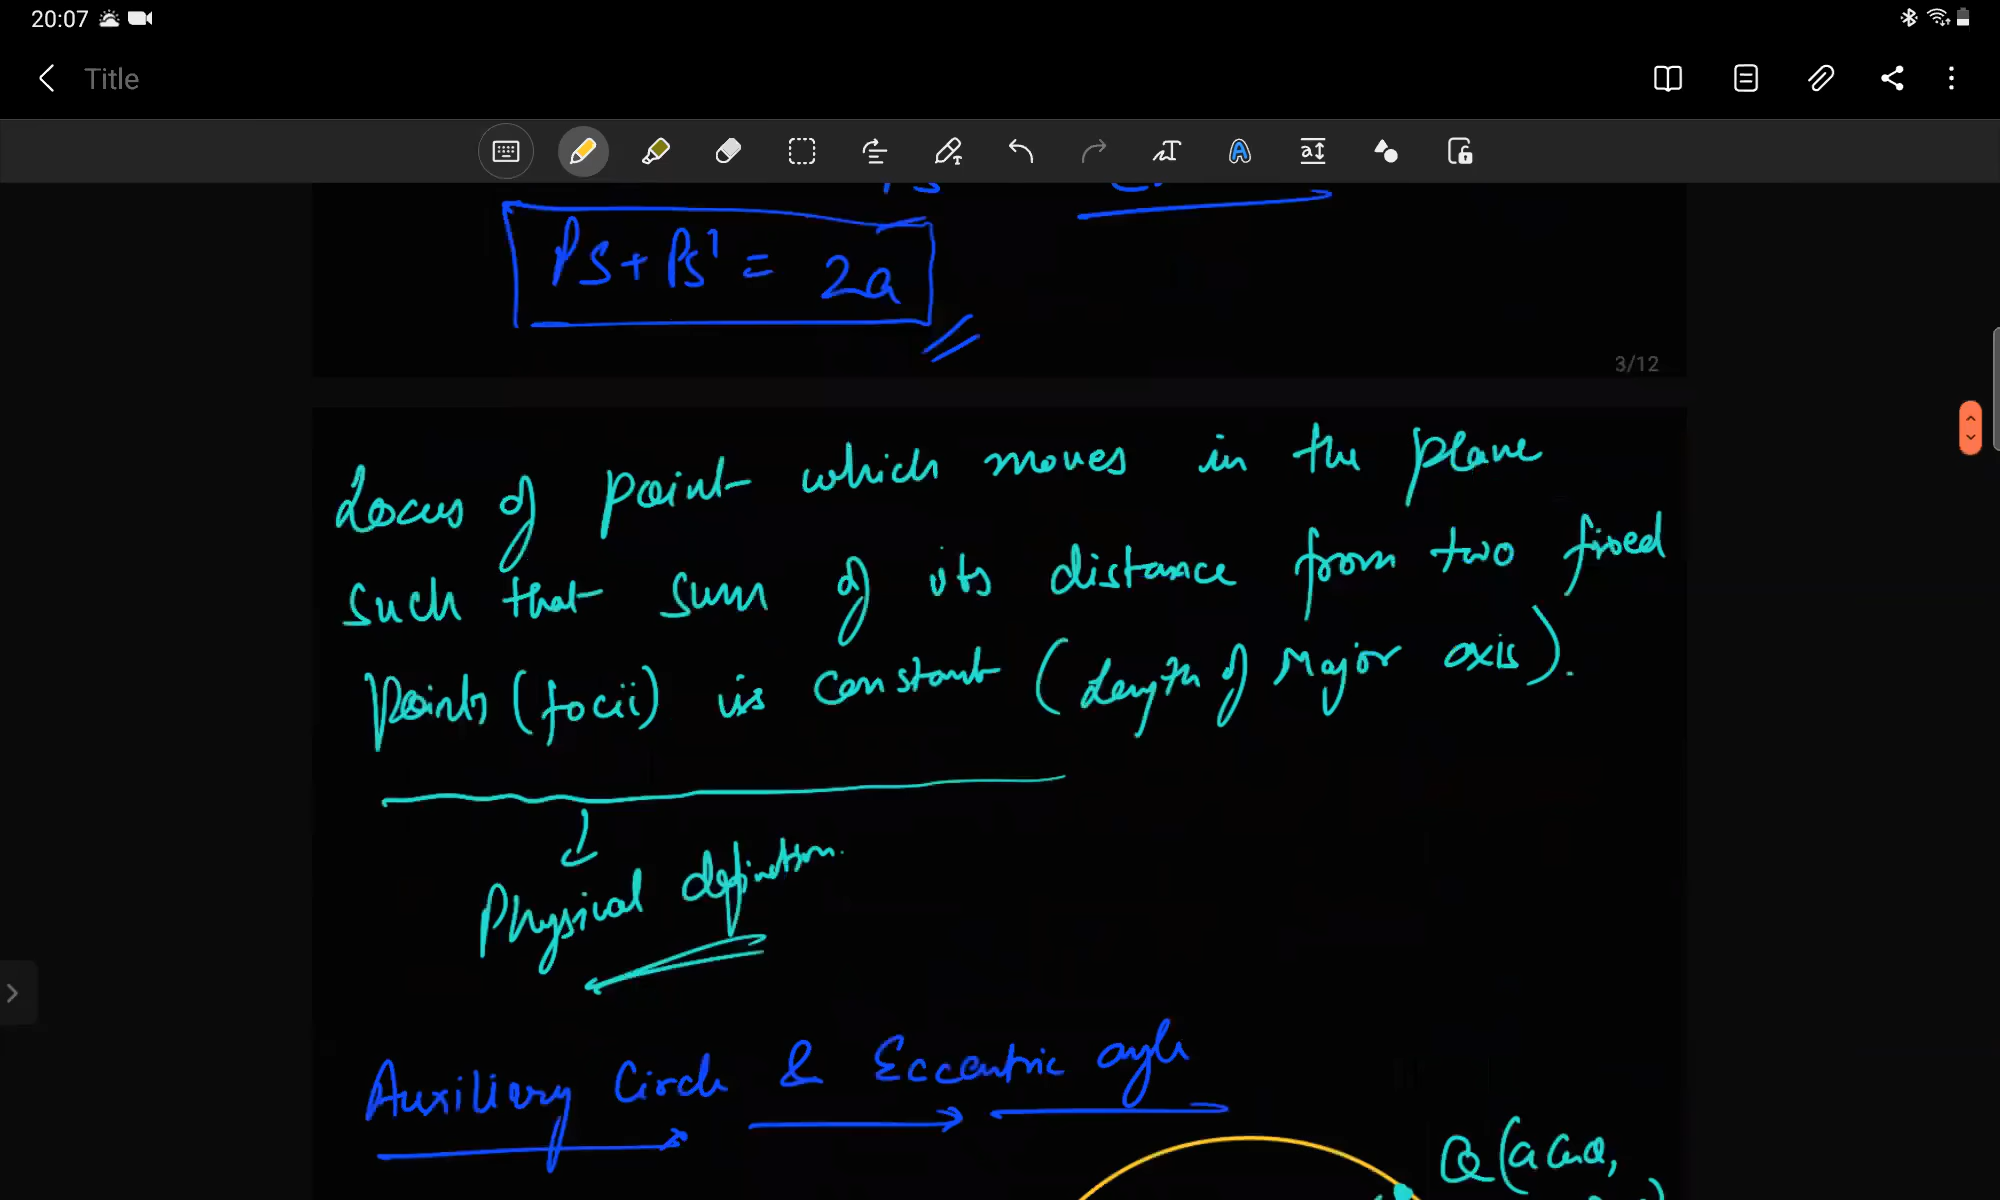 20:07
Title
PS + PS' = 2a
3/12
Locus of point which moves in the plane
such that sum of its distance from two fixed
points (focii) is constant (Length of Major axis).
Physical definition.
Auxiliary Circle & Eccentric angle
Q(a Cosθ,